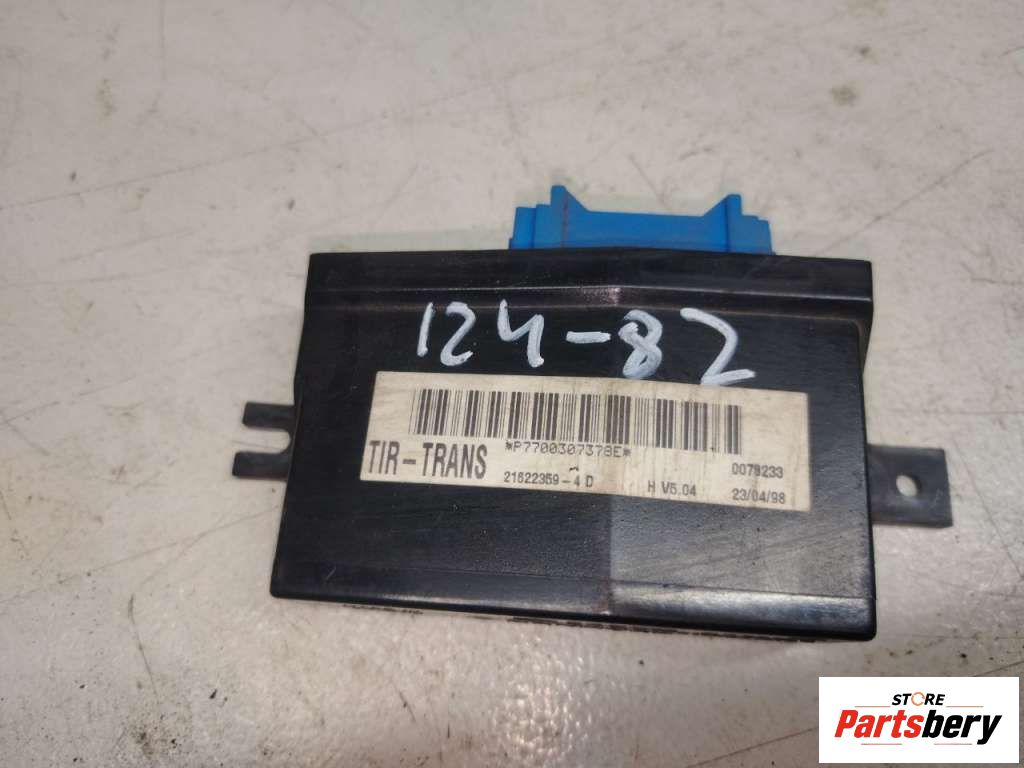 124-82
*P7700307378E*
TIR-TRANS
0079233
21622359-4 D
H V5.04
23/04/98
STORE
Partsbery